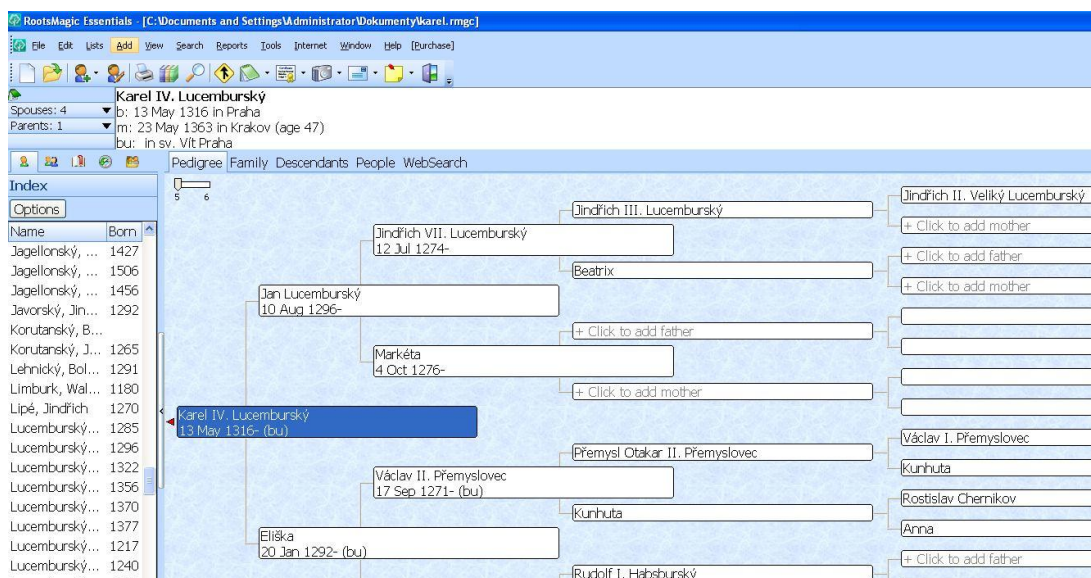 RootsMagic Essentials - [C:\Documents and Settings\Administrator\Dokumenty\karel.rmgc]
File Edit Lists Add View Search Reports Tools Internet Window Help [Purchase]
Karel IV. Lucemburský
Spouses: 4
b: 13 May 1316 in Praha
Parents: 1
m: 23 May 1363 in Krakov (age 47)
bu: in sv. Vít Praha
Pedigree Family Descendants People WebSearch
Index
Options
Name Born
Jagellonský, ... 1427
Jagellonský, ... 1506
Jagellonský, ... 1456
Javorský, Jin... 1292
Korutanský, B...
Korutanský, J... 1265
Lehnický, Bol... 1291
Limburk, Wal... 1180
Lipé, Jindřich 1270
Lucemburský... 1285
Lucemburský... 1296
Lucemburský... 1322
Lucemburský... 1356
Lucemburský... 1370
Lucemburský... 1377
Lucemburský... 1217
Lucemburský... 1240
5 6
Karel IV. Lucemburský
13 May 1316- (bu)
Jan Lucemburský
10 Aug 1296-
Eliška
20 Jan 1292- (bu)
Jindřich VII. Lucemburský
12 Jul 1274-
Markéta
4 Oct 1276-
Václav II. Přemyslovec
17 Sep 1271- (bu)
Jindřich III. Lucemburský
Beatrix
+ Click to add father
+ Click to add mother
Přemysl Otakar II. Přemyslovec
Kunhuta
Rudolf I. Habsburský
Jindřich II. Veliký Lucemburský
+ Click to add mother
+ Click to add father
+ Click to add mother
Václav I. Přemyslovec
Kunhuta
Rostislav Chernikov
Anna
+ Click to add father